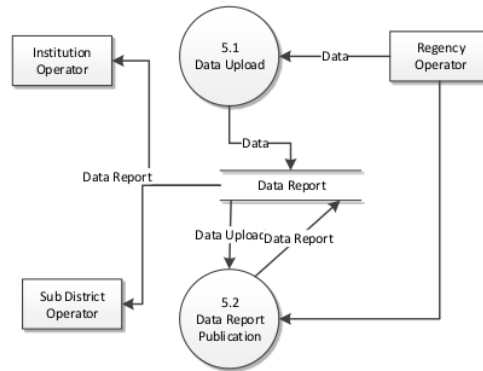 Institution
Operator
5.1
Data Upload
Data
Regency
Operator
Data
Data Report
Data Report
Data Upload
Data Report
Sub District
Operator
5.2
Data Report
Publication